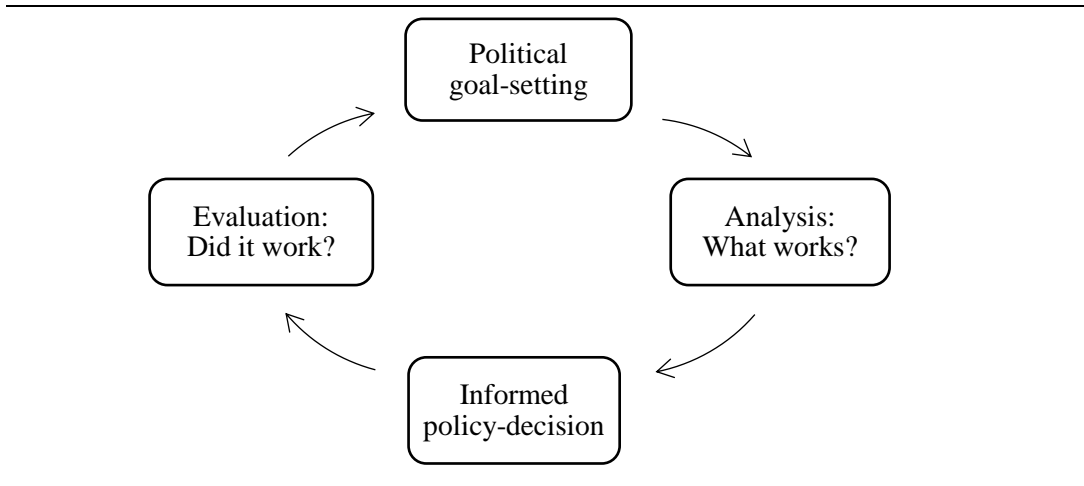 Political
goal-setting
Evaluation:
Did it work?
Analysis:
What works?
Informed
policy-decision